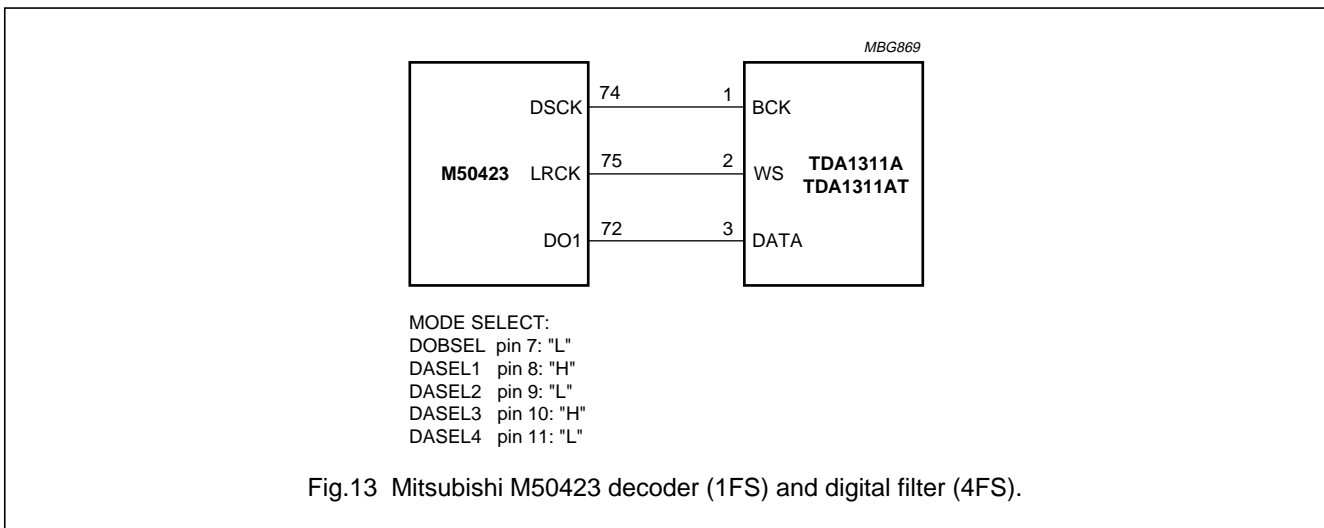 MBG869
DSCK 74 1 BCK
M50423 LRCK 75 2 WS TDA1311A
TDA1311AT
DO1 72 3 DATA
MODE SELECT:
DOBSEL pin 7: "L"
DASEL1 pin 8: "H"
DASEL2 pin 9: "L"
DASEL3 pin 10: "H"
DASEL4 pin 11: "L"
Fig.13 Mitsubishi M50423 decoder (1FS) and digital filter (4FS).